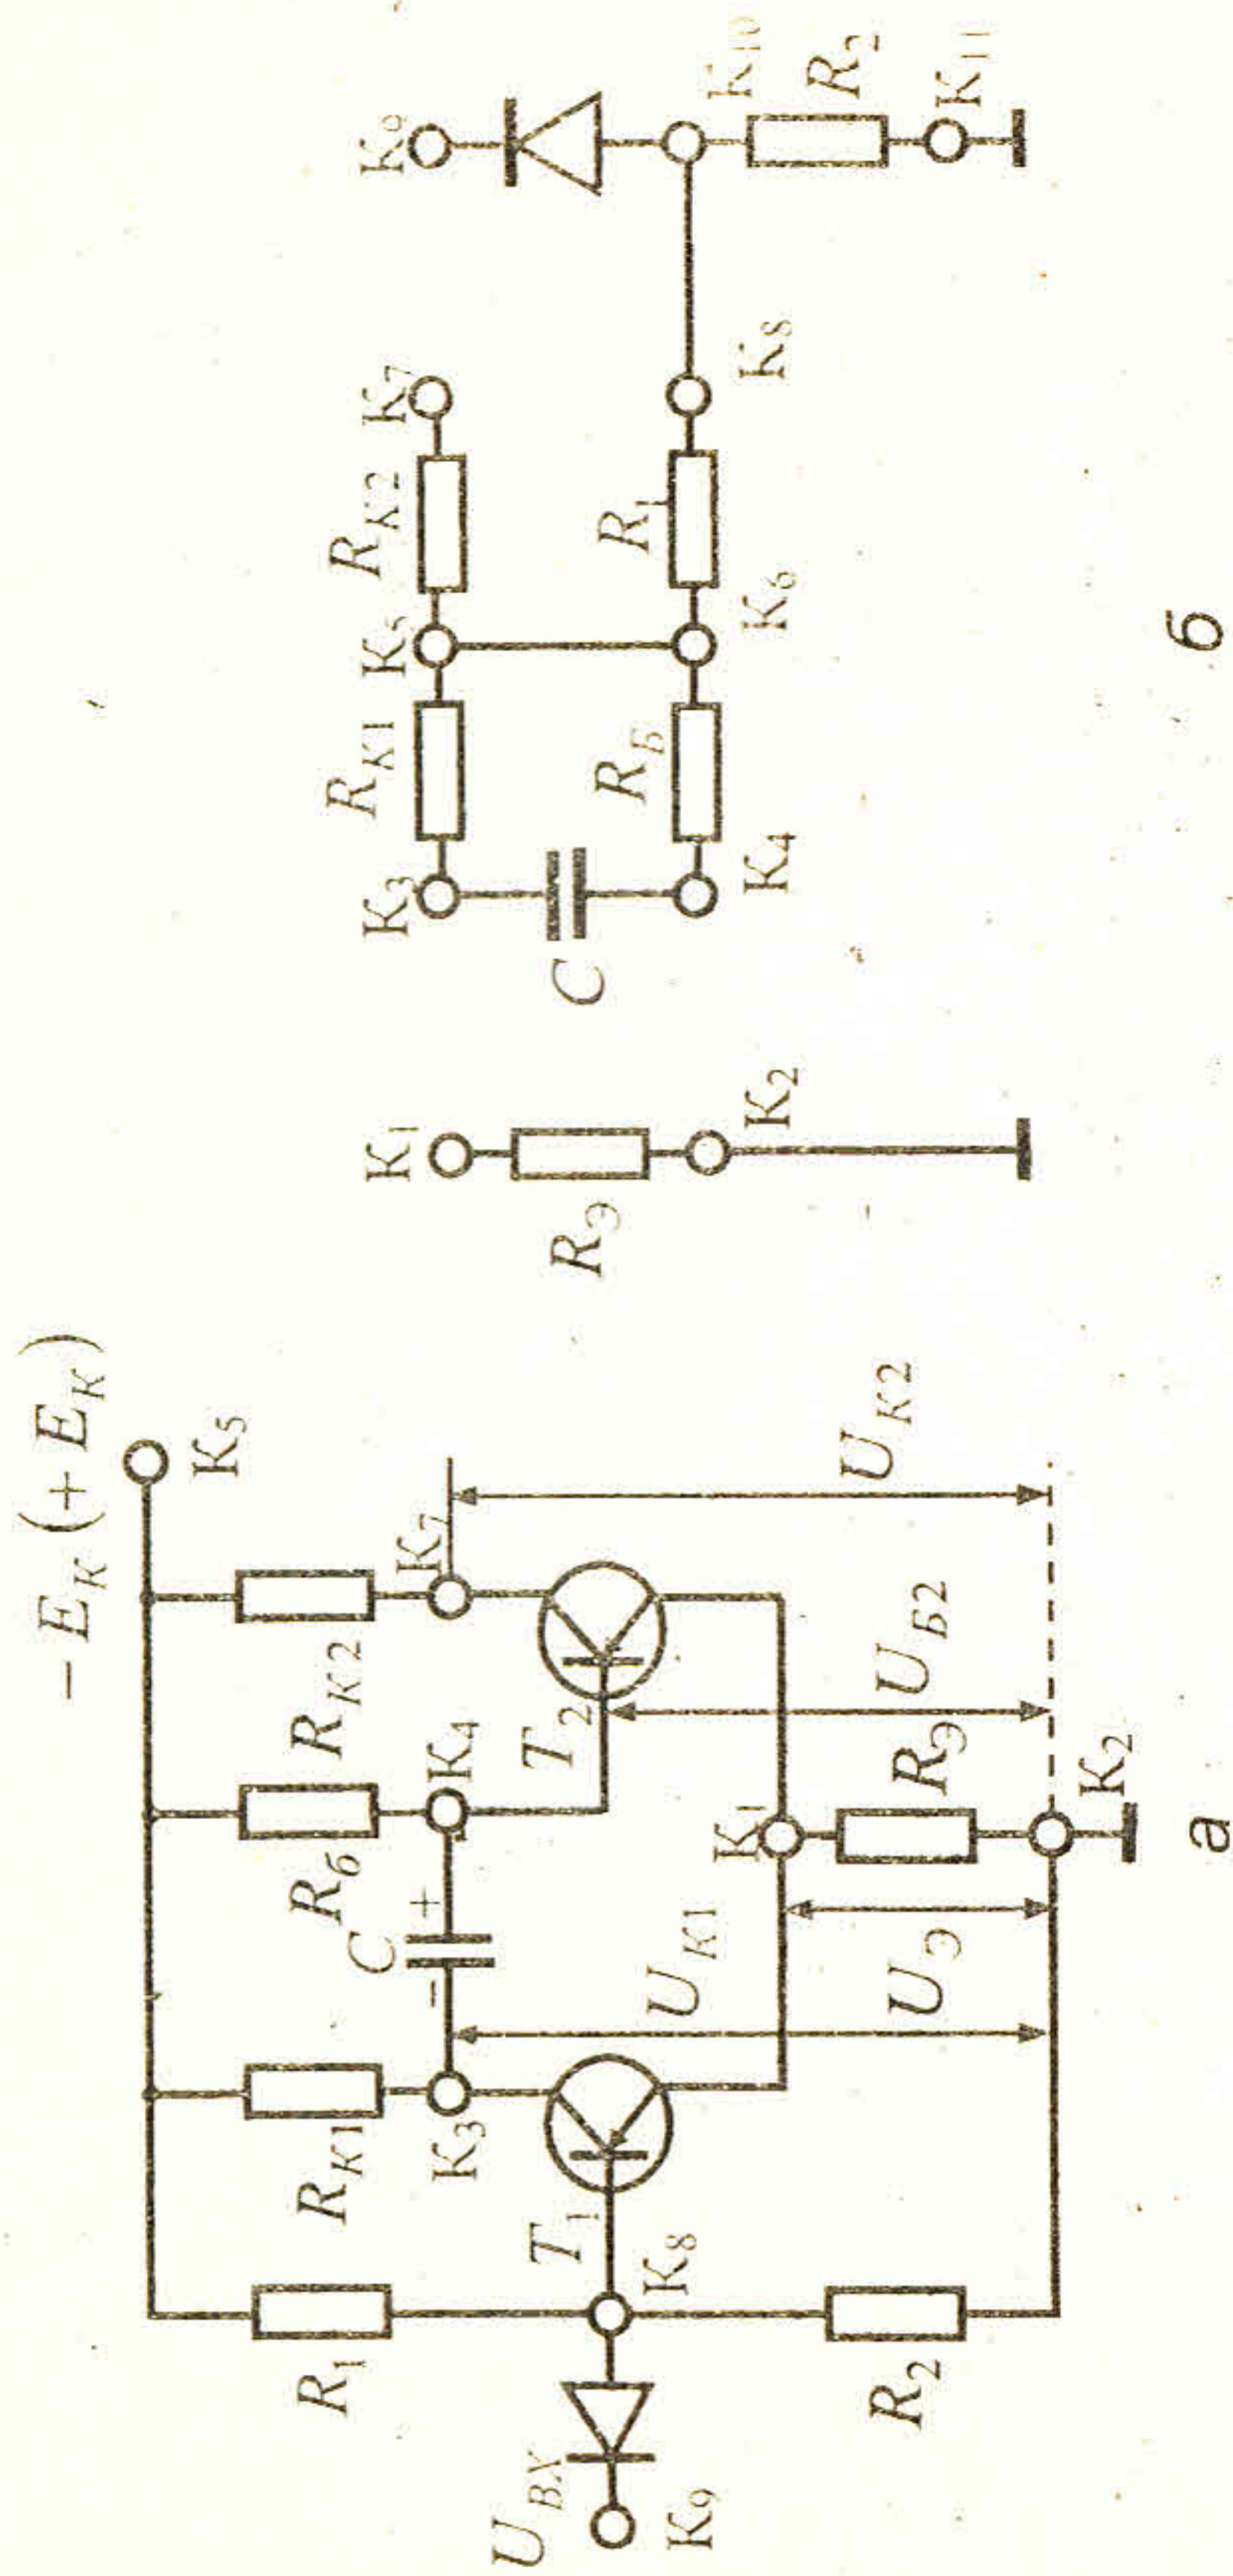 − E_K (+ E_K)
K₅
R₁
R_K1
R_б
R_K2
K₃
C
−
+
K₄
K₇
U_ВХ
K₉
T₁
K₈
T₂
U_K1
K₁
U_Э
R₂
R_Э
U_Б2
U_K2
K₂
а
K₁
R_Э
K₂
K₃
R_K1
K₅
R_K2
K₇
C
K₄
R_Б
K₆
R₁
K₈
K₉
K₁₀
R₂
K₁₁
б